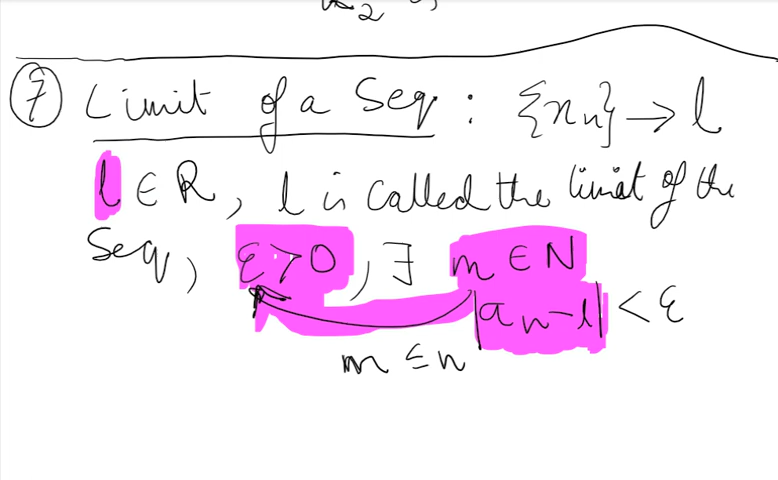 ⑦ Limit of a Seq : {xn} → l
l ∈ R, l is called the limit of the
Seq, ε > 0, ∃ m ∈ N
|an - l| < ε
m ≤ n